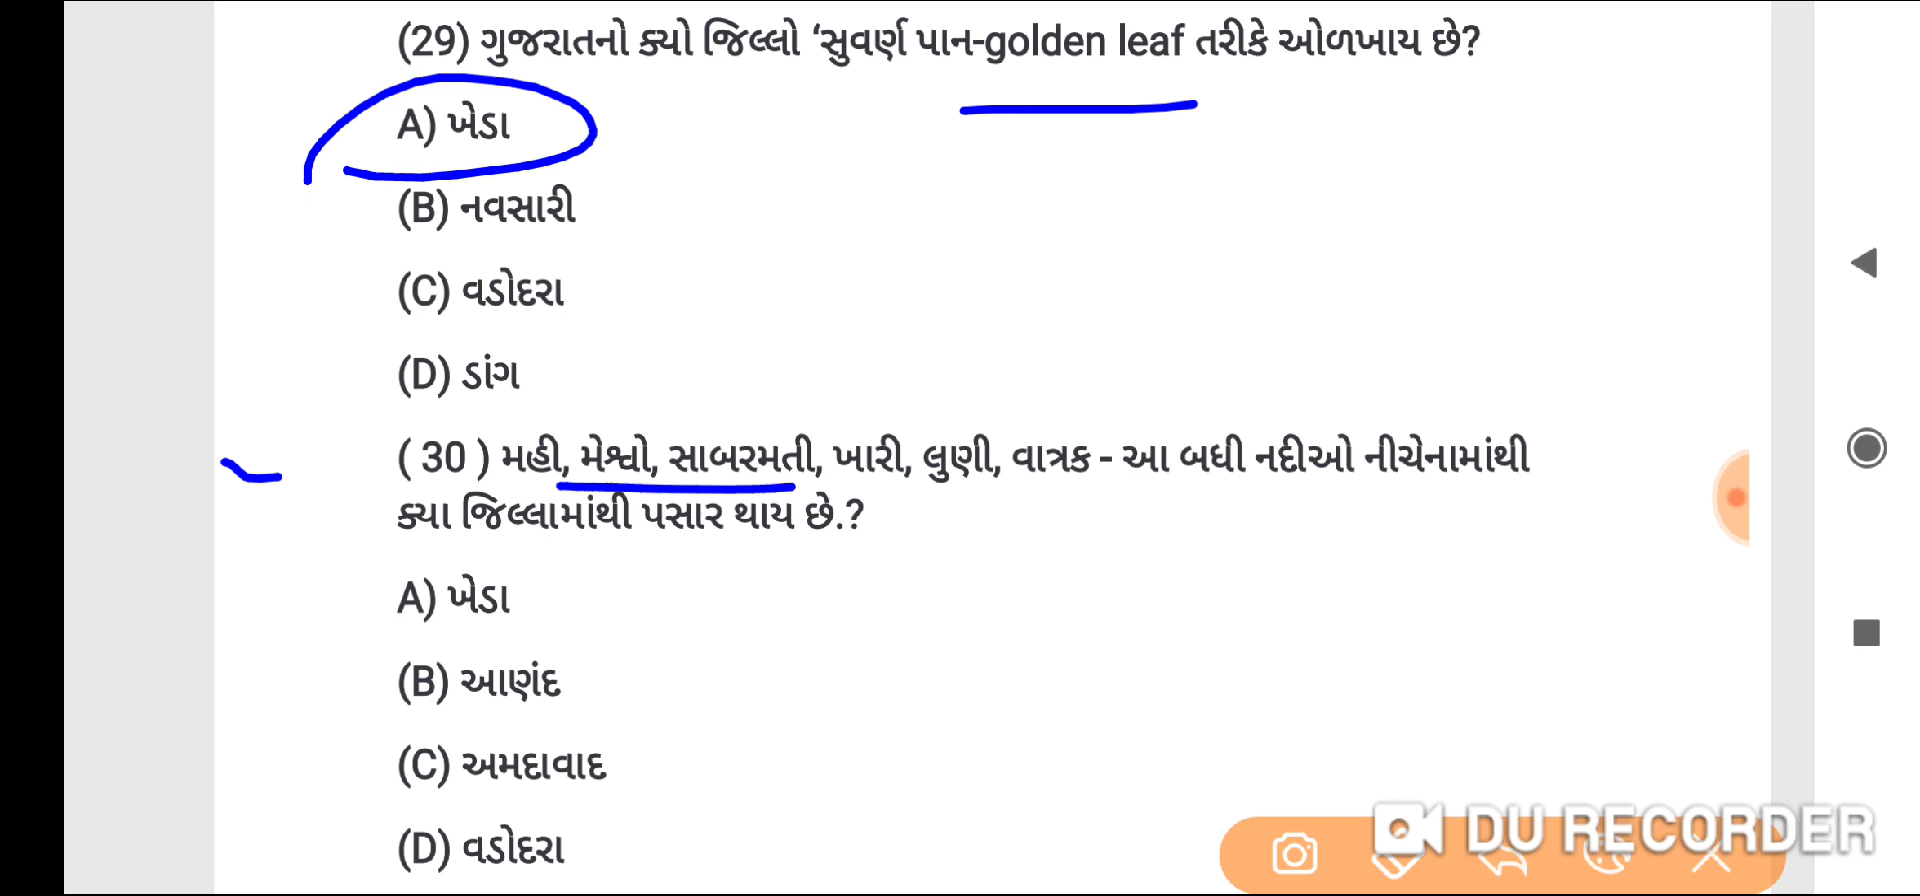 (29) ગુજરાતનો ક્યો જિલ્લો ‘સુવર્ણ પાન-golden leaf તરીકે ઓળખાય છે?
A) ખેડા
(B) નવસારી
(C) વડોદરા
(D) ડાંગ
( 30 ) મહી, મેશ્વો, સાબરમતી, ખારી, લુણી, વાત્રક - આ બધી નદીઓ નીચેનામાંથી
ક્યા જિલ્લામાંથી પસાર થાય છે.?
A) ખેડા
(B) આણંદ
(C) અમદાવાદ
(D) વડોદરા
DU RECORDER